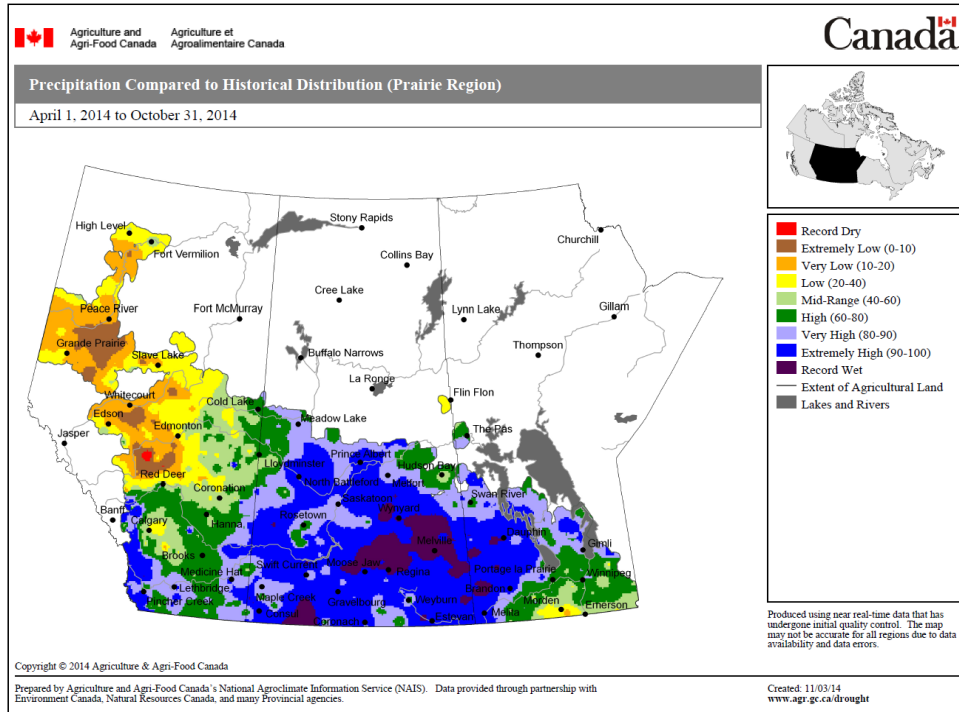 Agriculture and Agriculture et
Agri-Food Canada Agroalimentaire Canada
Canada
Precipitation Compared to Historical Distribution (Prairie Region)
April 1, 2014 to October 31, 2014
High Level
Fort Vermilion
Stony Rapids
Churchill
Collins Bay
Cree Lake
Peace River
Fort McMurray
Lynn Lake
Gillam
Grande Prairie
Slave Lake
Buffalo Narrows
Thompson
La Ronge
Flin Flon
Whitecourt
Cold Lake
Edson
Meadow Lake
Jasper
Edmonton
The Pas
Lloydminster
Prince Albert
Hudson Bay
Red Deer
North Battleford
Melfort
Coronation
Saskatoon
Swan River
Banff
Calgary
Hanna
Rosetown
Wynyard
Dauphin
Gimli
Brooks
Melville
Medicine Hat
Swift Current
Moose Jaw
Regina
Portage la Prairie
Winnipeg
Lethbridge
Pincher Creek
Maple Creek
Gravelbourg
Weyburn
Brandon
Morden
Emerson
Consul
Coronach
Estevan
Melita
Record Dry
Extremely Low (0-10)
Very Low (10-20)
Low (20-40)
Mid-Range (40-60)
High (60-80)
Very High (80-90)
Extremely High (90-100)
Record Wet
Extent of Agricultural Land
Lakes and Rivers
Produced using near real-time data that has
undergone initial quality control. The map
may not be accurate for all regions due to data
availability and data errors.
Copyright © 2014 Agriculture & Agri-Food Canada
Prepared by Agriculture and Agri-Food Canada's National Agroclimate Information Service (NAIS). Data provided through partnership with
Environment Canada, Natural Resources Canada, and many Provincial agencies.
Created: 11/03/14
www.agr.gc.ca/drought